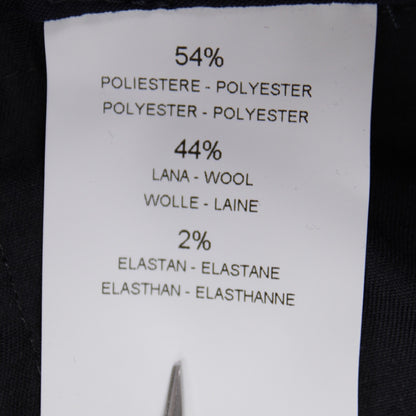 54%
POLIESTERE - POLYESTER
POLYESTER - POLYESTER
44%
LANA - WOOL
WOLLE - LAINE
2%
ELASTAN - ELASTANE
ELASTHAN - ELASTHANNE